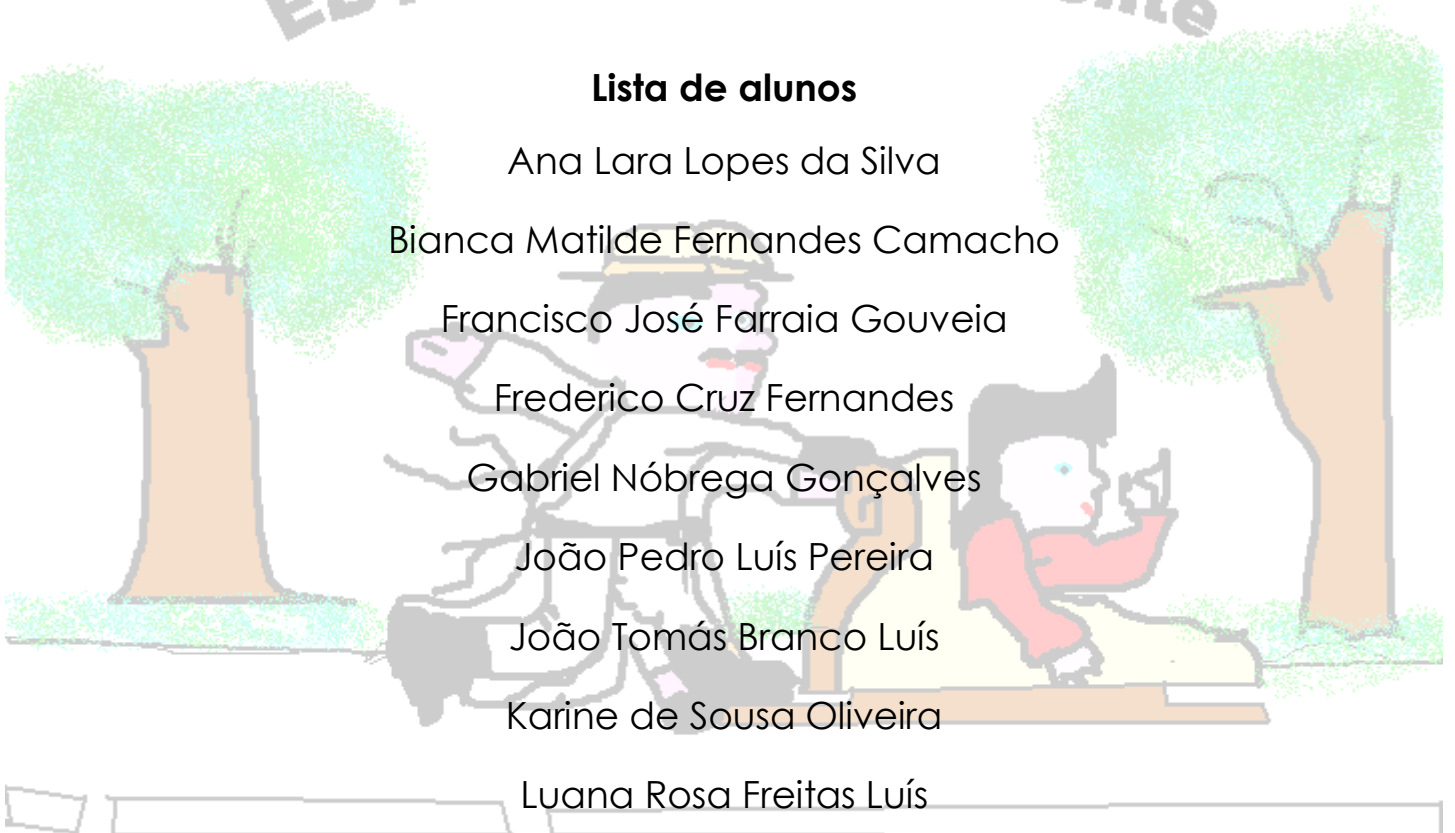 Lista de alunos
Ana Lara Lopes da Silva
Bianca Matilde Fernandes Camacho
Francisco José Farraia Gouveia
Frederico Cruz Fernandes
Gabriel Nóbrega Gonçalves
João Pedro Luís Pereira
João Tomás Branco Luís
Karine de Sousa Oliveira
Luana Rosa Freitas Luís